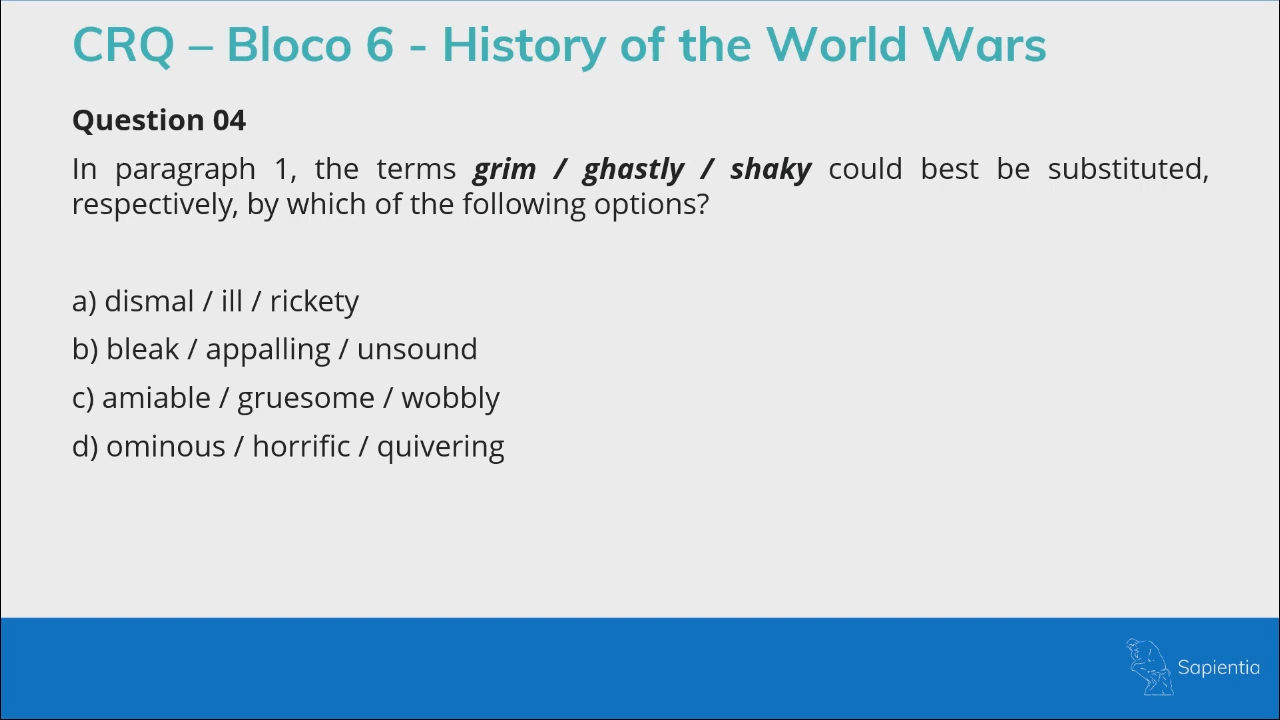 CRQ – Bloco 6 - History of the World Wars
Question 04
In paragraph 1, the terms grim / ghastly / shaky could best be substituted,
respectively, by which of the following options?
a) dismal / ill / rickety
b) bleak / appalling / unsound
c) amiable / gruesome / wobbly
d) ominous / horrific / quivering
Sapientia